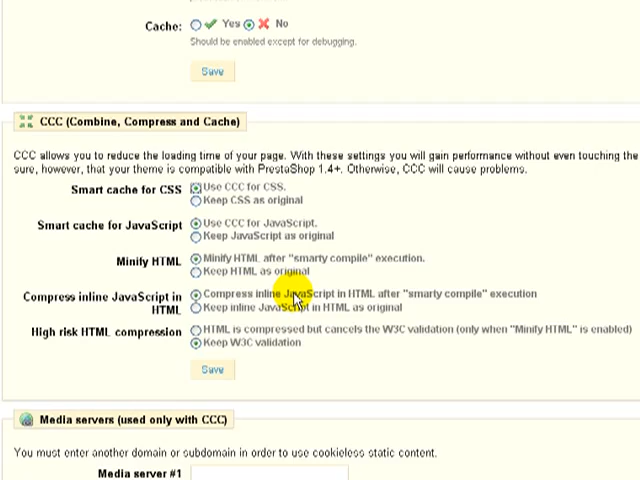 Cache: Yes No
Should be enabled except for debugging.
Save
CCC (Combine, Compress and Cache)
CCC allows you to reduce the loading time of your page. With these settings you will gain performance without even touching the
sure, however, that your theme is compatible with PrestaShop 1.4+. Otherwise, CCC will cause problems.
Smart cache for CSS Use CCC for CSS.
Keep CSS as original
Smart cache for JavaScript Use CCC for JavaScript.
Keep JavaScript as original
Minify HTML Minify HTML after "smarty compile" execution.
Keep HTML as original
Compress inline JavaScript in HTML Compress inline JavaScript in HTML after "smarty compile" execution
Keep inline JavaScript in HTML as original
High risk HTML compression HTML is compressed but cancels the W3C validation (only when "Minify HTML" is enabled)
Keep W3C validation
Save
Media servers (used only with CCC)
You must enter another domain or subdomain in order to use cookieless static content.
Media server #1